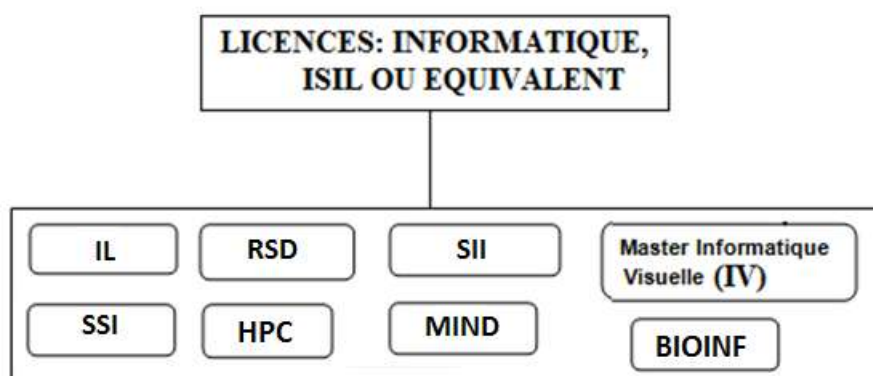 LICENCES: INFORMATIQUE,
ISIL OU EQUIVALENT
IL
RSD
SII
Master Informatique
Visuelle (IV)
SSI
HPC
MIND
BIOINF